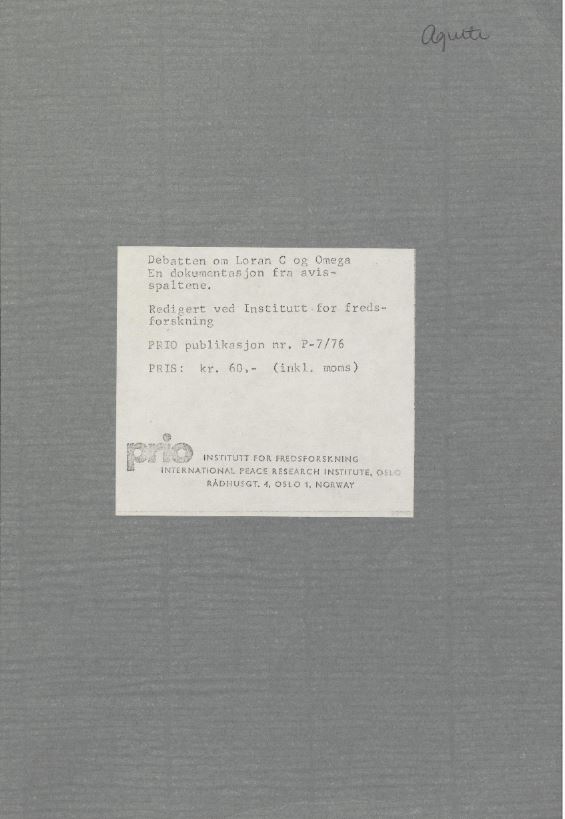 Debatten om Loran C og Omega
En dokumentasjon fra avis-
spaltene.
Redigert ved Institutt for freds-
forskning
PRIO publikasjon nr. P-7/76
PRIS: kr. 60,- (inkl. moms)
prio
INSTITUTT FOR FREDSFORSKNING
INTERNATIONAL PEACE RESEARCH INSTITUTE, OSLO
RÅDHUSGT. 4, OSLO 1, NORWAY